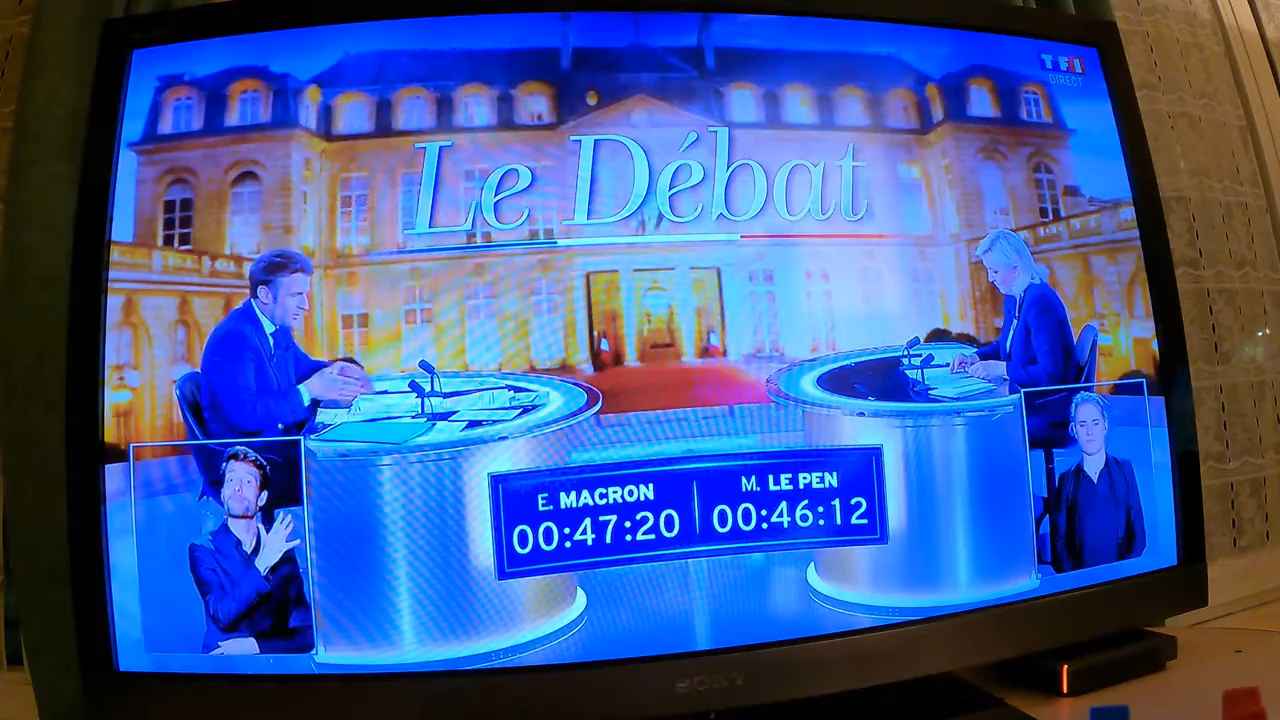 TF1
DIRECT
Le Débat
E. MACRON
M. LE PEN
00:47:20
00:46:12
SONY